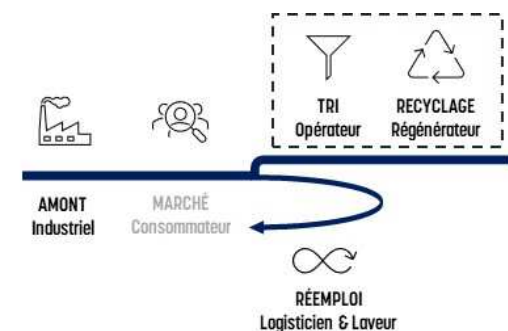 TRI
Opérateur
RECYCLAGE
Régénérateur
AMONT
Industriel
MARCHÉ
Consommateur
RÉEMPLOI
Logisticien & Laveur